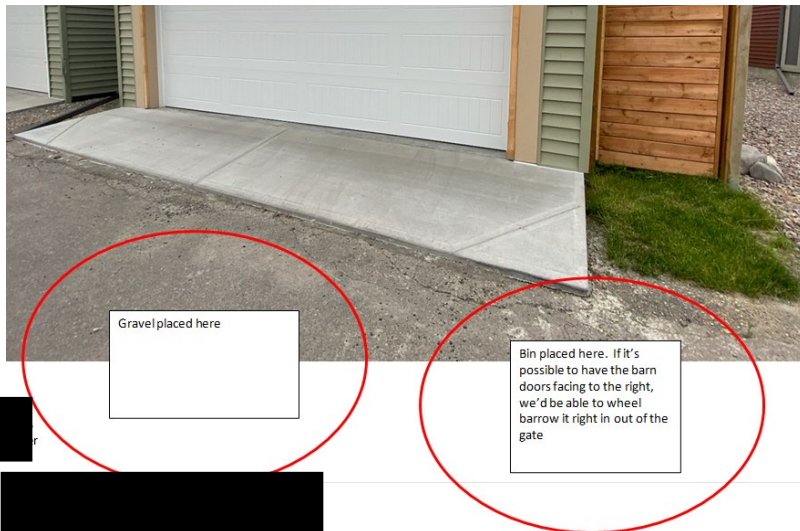 Gravel placed here
Bin placed here. If it's
possible to have the barn
doors facing to the right,
we'd be able to wheel
barrow it right in out of the
gate
er